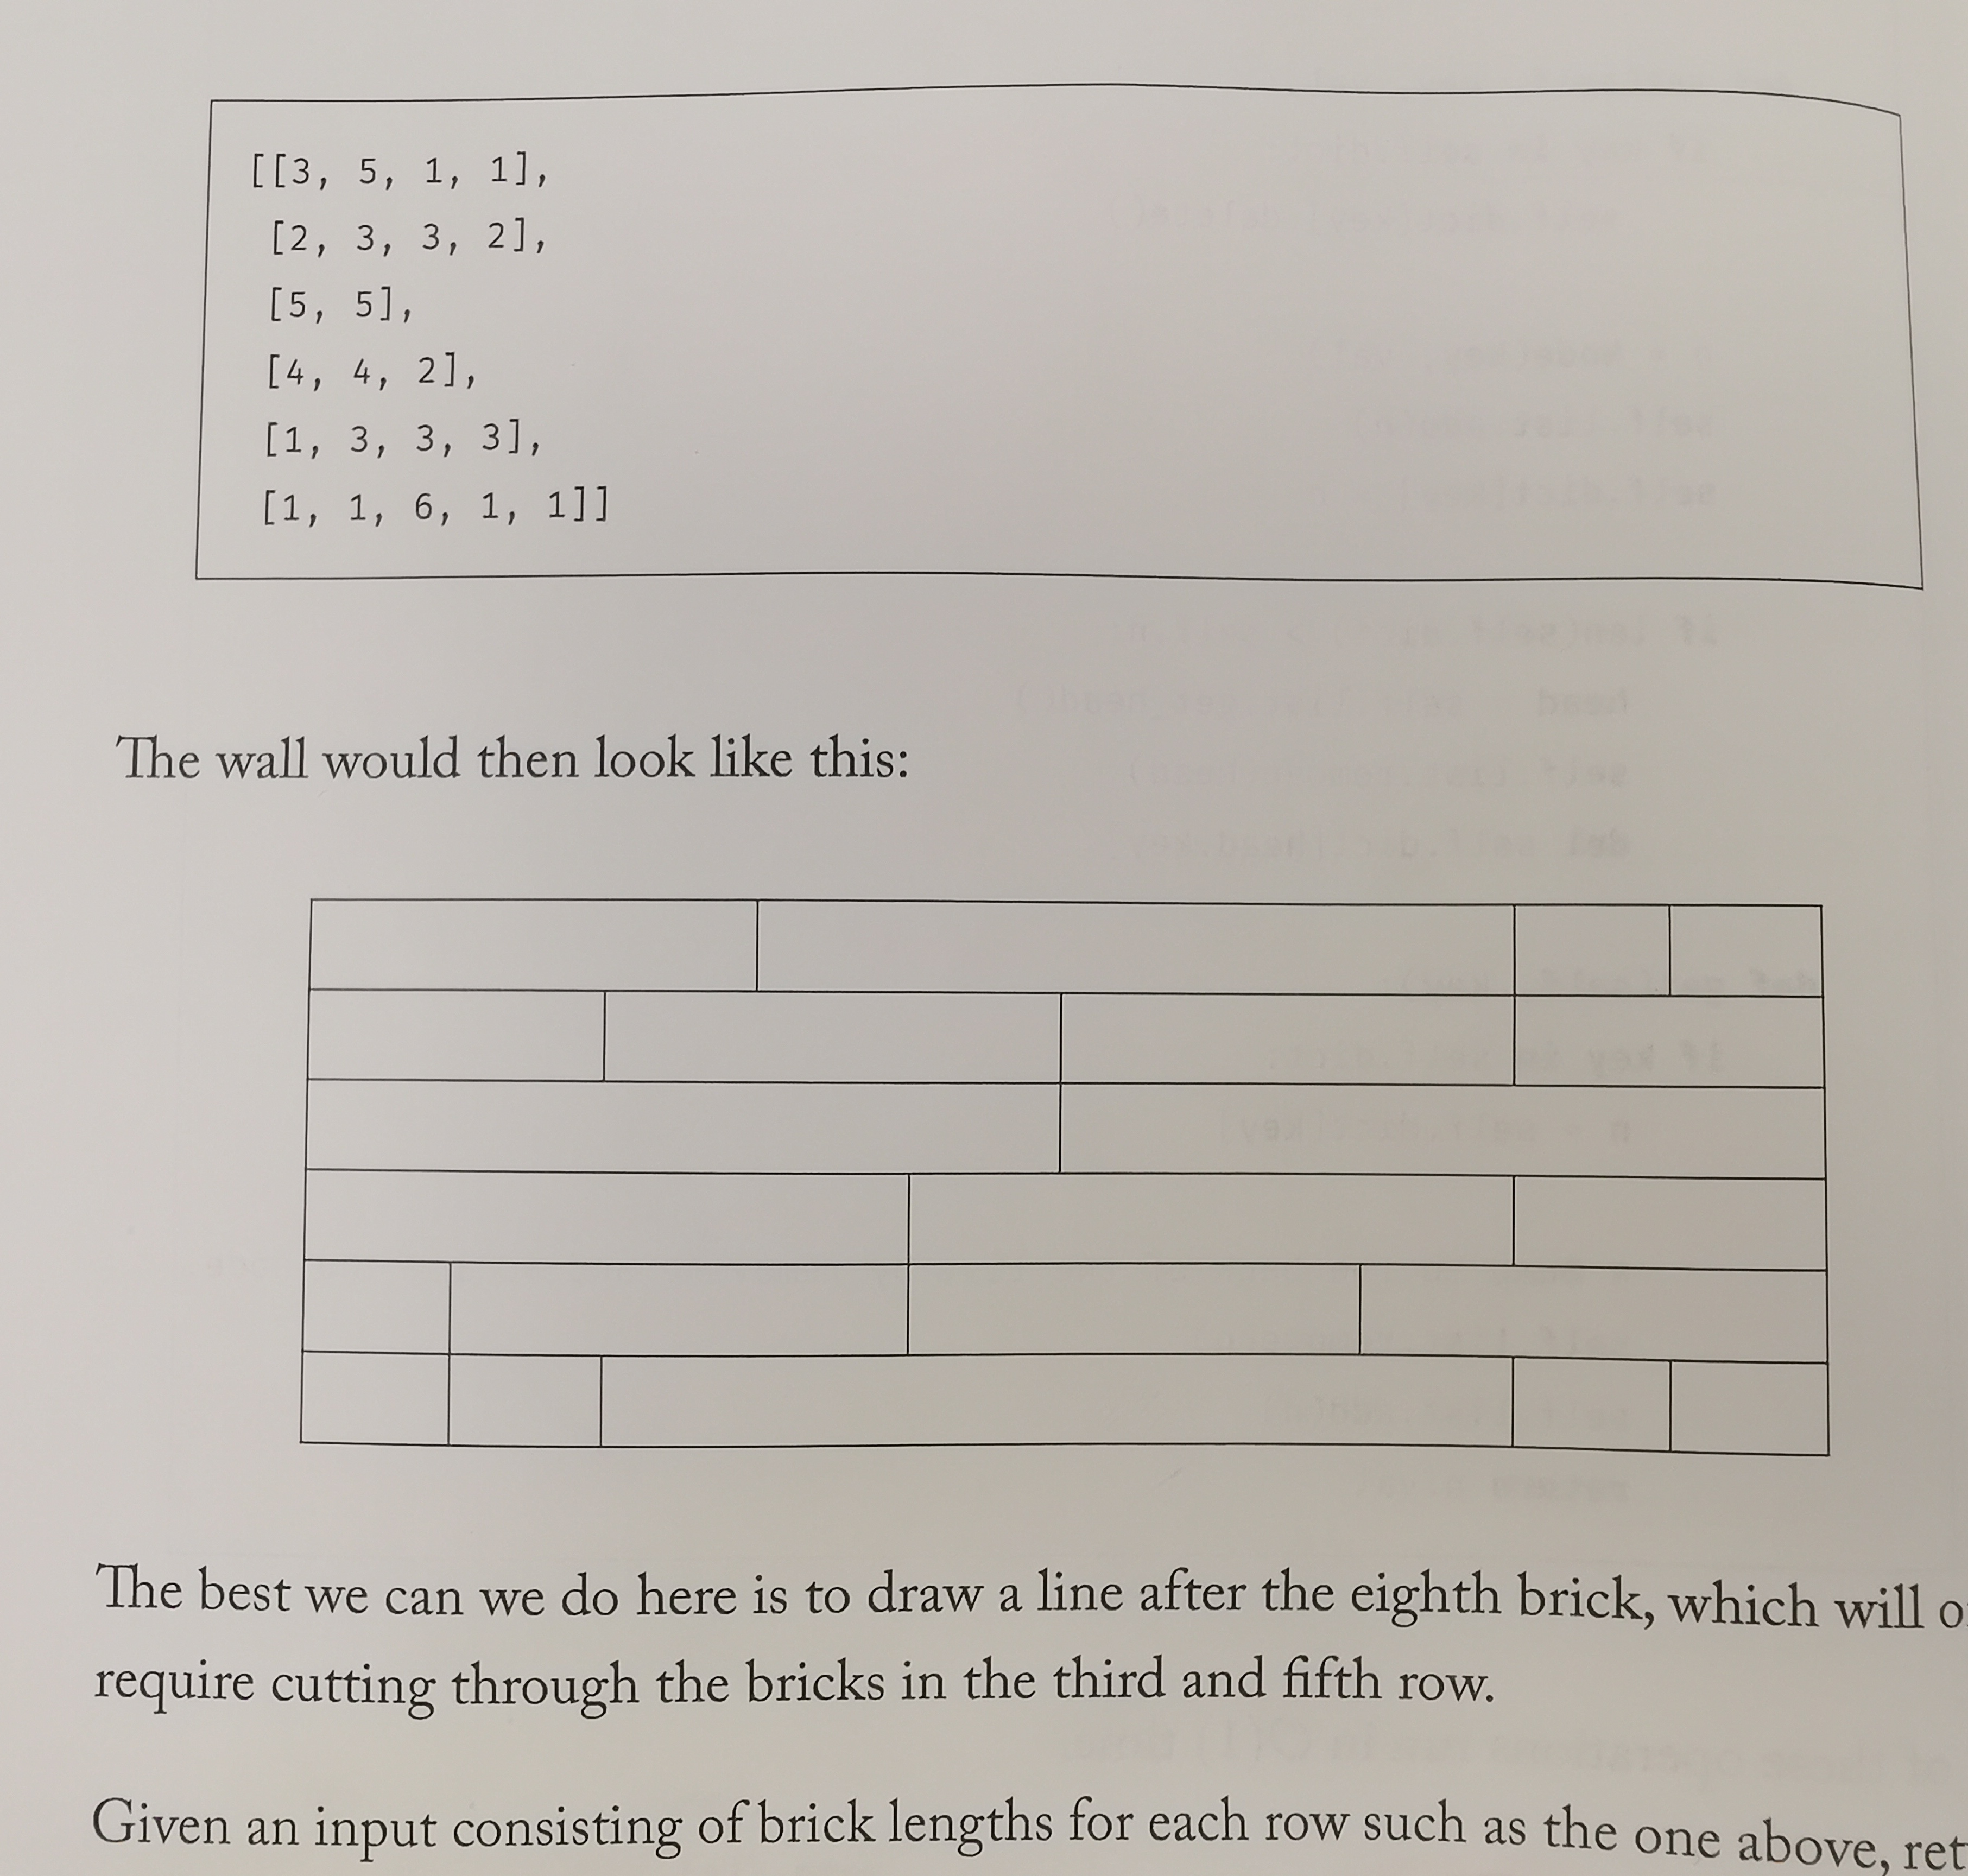 [[3, 5, 1, 1],
[2, 3, 3, 2],
[5, 5],
[4, 4, 2],
[1, 3, 3, 3],
[1, 1, 6, 1, 1]]
The wall would then look like this:
The best we can we do here is to draw a line after the eighth brick, which will
require cutting through the bricks in the third and fifth row.
Given an input consisting of brick lengths for each row such as the one above,